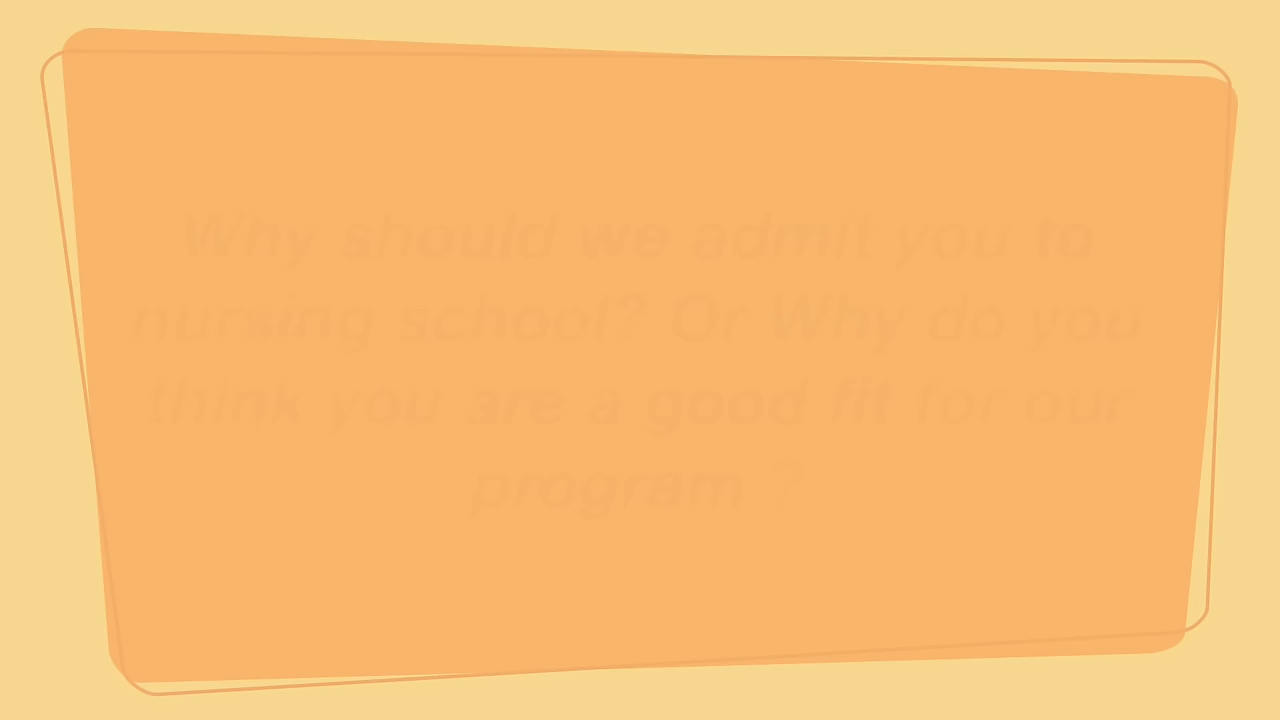 Why should we admit you to
nursing school? Or Why do you
think you are a good fit for our
program ?